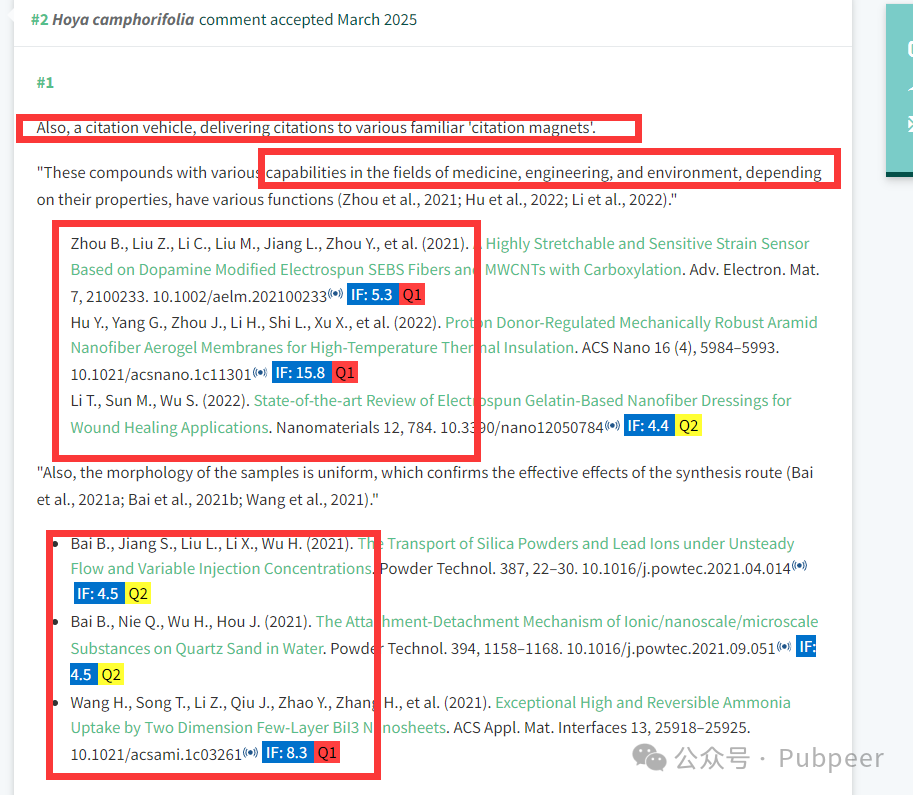 #2 Hoya camphorifolia comment accepted March 2025
#1
Also, a citation vehicle, delivering citations to various familiar 'citation magnets'.
"These compounds with various capabilities in the fields of medicine, engineering, and environment, depending
on their properties, have various functions (Zhou et al., 2021; Hu et al., 2022; Li et al., 2022)."
Zhou B., Liu Z., Li C., Liu M., Jiang L., Zhou Y., et al. (2021). Highly Stretchable and Sensitive Strain Sensor
Based on Dopamine Modified Electrospun SEBS Fibers and MWCNTs with Carboxylation. Adv. Electron. Mat.
7, 2100233. 10.1002/aelm.202100233 IF: 5.3 Q1
Hu Y., Yang G., Zhou J., Li H., Shi L., Xu X., et al. (2022). Proton Donor-Regulated Mechanically Robust Aramid
Nanofiber Aerogel Membranes for High-Temperature Thermal Insulation. ACS Nano 16 (4), 5984–5993.
10.1021/acsnano.1c11301 IF: 15.8 Q1
Li T., Sun M., Wu S. (2022). State-of-the-art Review of Electrospun Gelatin-Based Nanofiber Dressings for
Wound Healing Applications. Nanomaterials 12, 784. 10.3390/nano12050784 IF: 4.4 Q2
"Also, the morphology of the samples is uniform, which confirms the effective effects of the synthesis route (Bai
et al., 2021a; Bai et al., 2021b; Wang et al., 2021)."
Bai B., Jiang S., Liu L., Li X., Wu H. (2021). The Transport of Silica Powders and Lead Ions under Unsteady
Flow and Variable Injection Concentrations. Powder Technol. 387, 22–30. 10.1016/j.powtec.2021.04.014
IF: 4.5 Q2
Bai B., Nie Q., Wu H., Hou J. (2021). The Attachment-Detachment Mechanism of Ionic/nanoscale/microscale
Substances on Quartz Sand in Water. Powder Technol. 394, 1158–1168. 10.1016/j.powtec.2021.09.051 IF:
4.5 Q2
Wang H., Song T., Li Z., Qiu J., Zhao Y., Zhang H., et al. (2021). Exceptional High and Reversible Ammonia
Uptake by Two Dimension Few-Layer BiI3 Nanosheets. ACS Appl. Mat. Interfaces 13, 25918–25925.
10.1021/acsami.1c03261 IF: 8.3 Q1
公众号 · Pubpeer